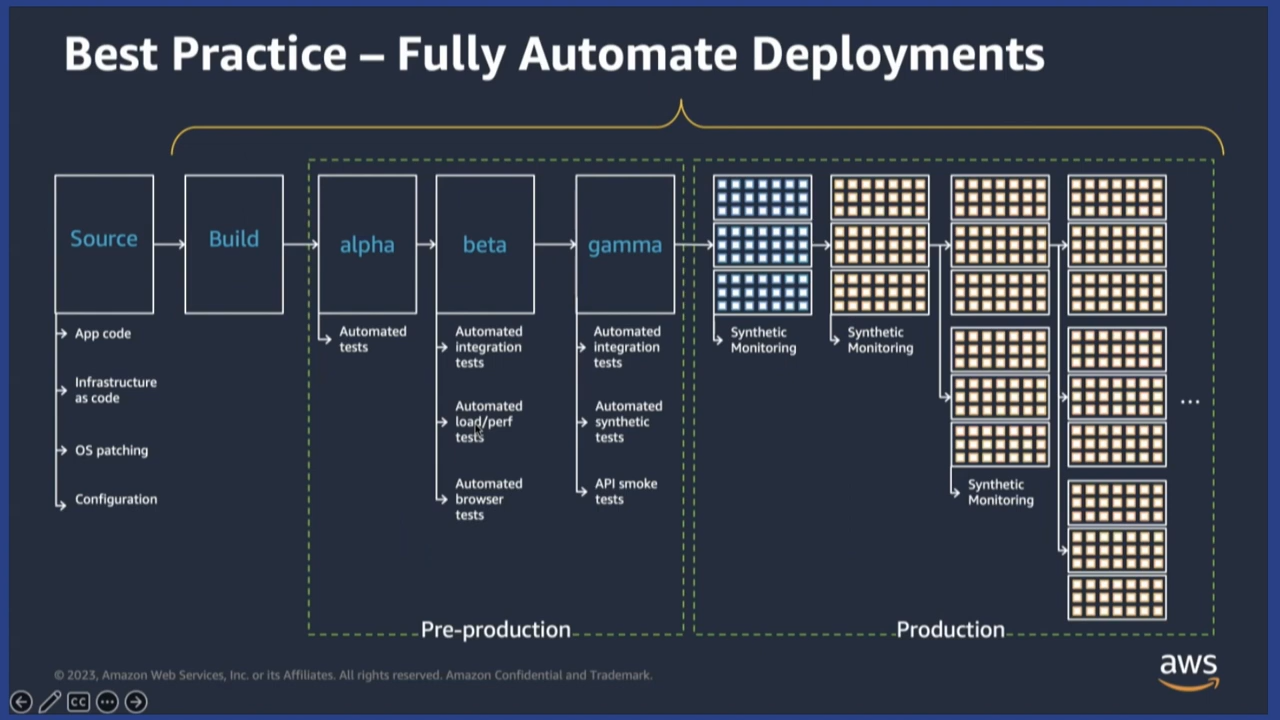 Best Practice – Fully Automate Deployments
Source
App code
Infrastructure
as code
OS patching
Configuration
Build
alpha
Automated
tests
beta
Automated
integration
tests
Automated
load/perf
tests
Automated
browser
tests
gamma
Automated
integration
tests
Automated
synthetic
tests
API smoke
tests
Pre-production
Synthetic
Monitoring
Synthetic
Monitoring
Synthetic
Monitoring
...
Production
© 2023, Amazon Web Services, Inc. or its Affiliates. All rights reserved. Amazon Confidential and Trademark.
aws
CC